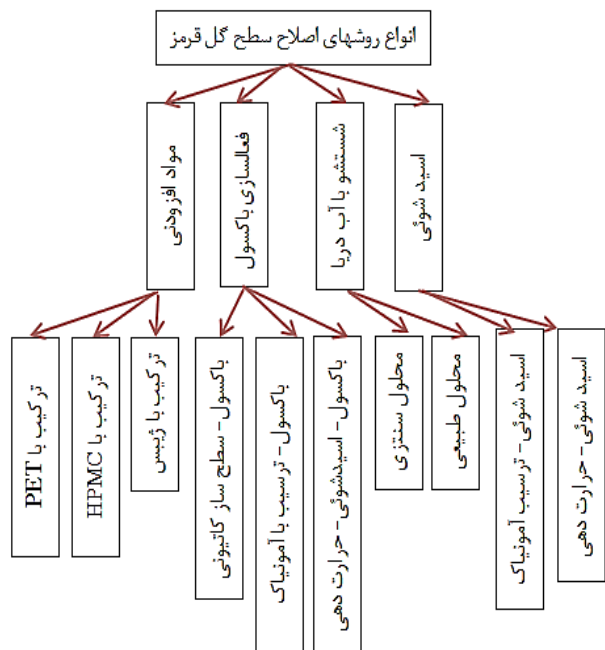 انواع روشهای اصلاح سطح گل قرمز
اسید شوئی
شستشو با آب دریا
فعالسازی باکسول
مواد افزودنی
اسید شوئی - حرارت دهی
اسید شوئی - ترسیب آمونیاک
محلول طبیعی
محلول سنتزی
باکسول - اسیدشوئی - حرارت دهی
باکسول - ترسیب با آمونیاک
باکسول - سطح ساز کاتیونی
ترکیب با ژیپس
ترکیب با HPMC
ترکیب با PET